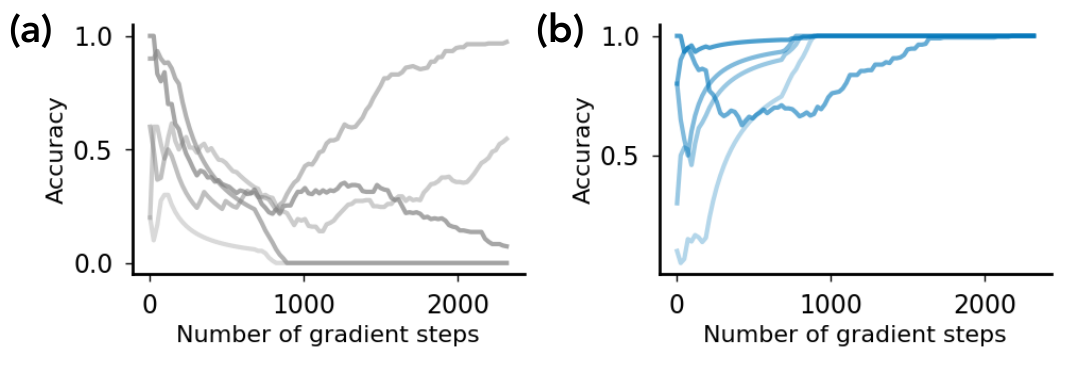 (a)
1.0
0.5
0.0
Accuracy
0 1000 2000
Number of gradient steps
(b)
1.0
0.5
Accuracy
0 1000 2000
Number of gradient steps